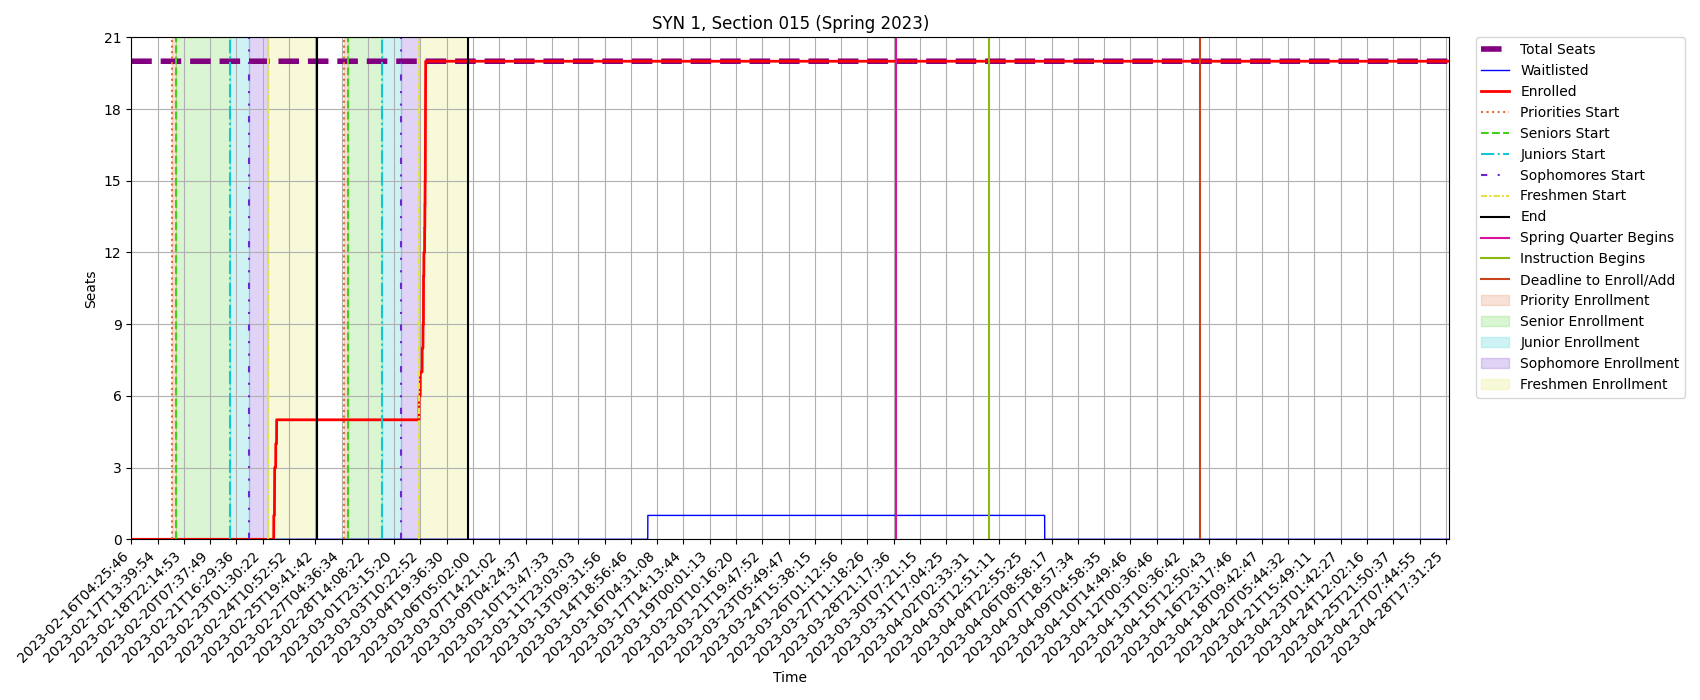 SYN 1, Section 015 (Spring 2023)
21
18
15
12
9
6
3
0
Seats
2023-02-16T04:25:46
2023-02-17T13:39:54
2023-02-18T22:14:53
2023-02-20T07:37:49
2023-02-21T16:29:36
2023-02-23T01:30:22
2023-02-24T10:52:52
2023-02-25T19:41:42
2023-02-27T04:36:34
2023-02-28T14:08:22
2023-03-01T23:15:20
2023-03-03T10:22:52
2023-03-04T19:36:30
2023-03-06T05:02:00
2023-03-07T14:21:02
2023-03-09T04:24:37
2023-03-10T13:47:33
2023-03-11T23:03:03
2023-03-13T09:31:56
2023-03-14T18:56:46
2023-03-16T04:31:08
2023-03-17T14:13:44
2023-03-19T00:01:13
2023-03-20T10:16:20
2023-03-21T19:47:52
2023-03-23T05:49:47
2023-03-24T15:38:15
2023-03-26T01:12:56
2023-03-27T11:18:26
2023-03-28T21:17:36
2023-03-30T07:21:15
2023-03-31T17:04:25
2023-04-02T02:33:31
2023-04-03T12:51:11
2023-04-04T22:55:25
2023-04-06T08:58:17
2023-04-07T18:57:34
2023-04-09T04:58:35
2023-04-10T14:49:46
2023-04-12T00:36:46
2023-04-13T10:36:42
2023-04-15T12:50:43
2023-04-16T23:17:46
2023-04-18T09:42:47
2023-04-20T05:44:32
2023-04-21T15:49:11
2023-04-23T01:42:27
2023-04-24T12:02:16
2023-04-25T21:50:37
2023-04-27T07:44:55
2023-04-28T17:31:25
Time
Total Seats
Waitlisted
Enrolled
Priorities Start
Seniors Start
Juniors Start
Sophomores Start
Freshmen Start
End
Spring Quarter Begins
Instruction Begins
Deadline to Enroll/Add
Priority Enrollment
Senior Enrollment
Junior Enrollment
Sophomore Enrollment
Freshmen Enrollment